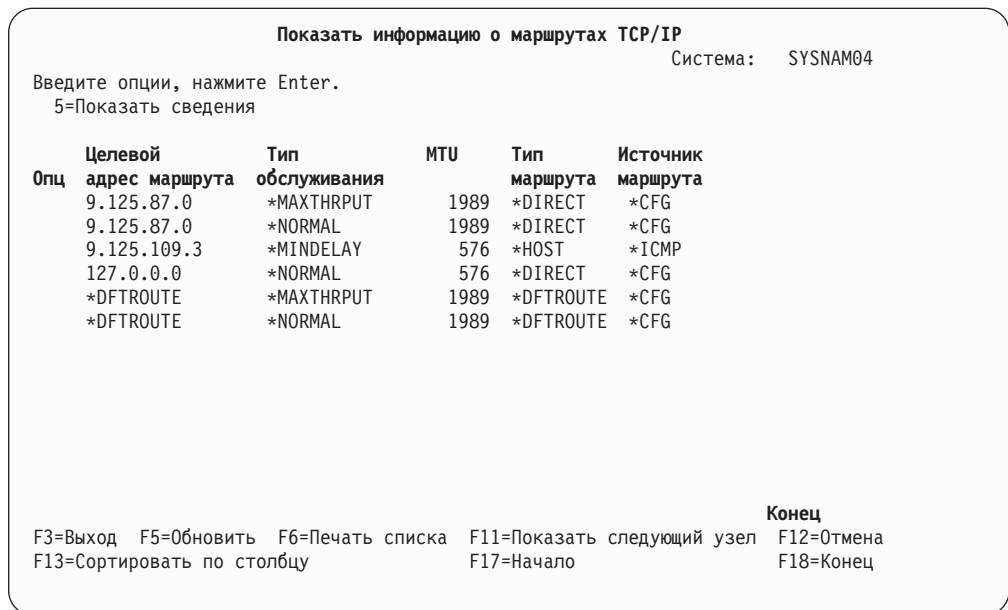 Показать информацию о маршрутах TCP/IP
Система: SYSNAM04
Введите опции, нажмите Enter.
5=Показать сведения
Целевой Тип MTU Тип Источник
Опц адрес маршрута обслуживания маршрута маршрута
9.125.87.0 *MAXTHRPUT 1989 *DIRECT *CFG
9.125.87.0 *NORMAL 1989 *DIRECT *CFG
9.125.109.3 *MINDELAY 576 *HOST *ICMP
127.0.0.0 *NORMAL 576 *DIRECT *CFG
*DFTROUTE *MAXTHRPUT 1989 *DFTROUTE *CFG
*DFTROUTE *NORMAL 1989 *DFTROUTE *CFG
Конец
F3=Выход F5=Обновить F6=Печать списка F11=Показать следующий узел F12=Отмена
F13=Сортировать по столбцу F17=Начало F18=Конец